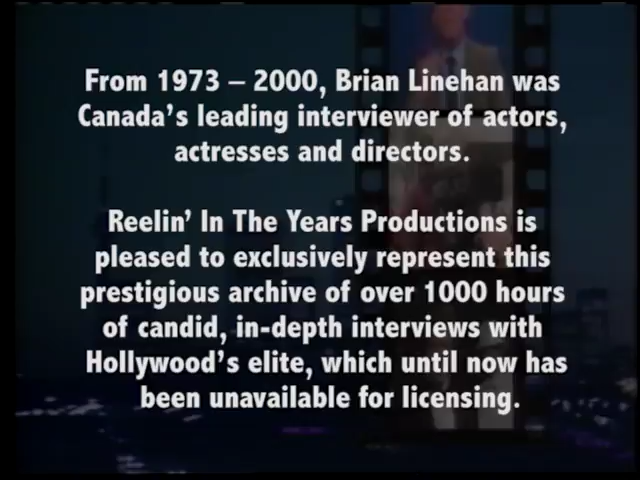 From 1973 – 2000, Brian Linehan was
Canada's leading interviewer of actors,
actresses and directors.
Reelin' In The Years Productions is
pleased to exclusively represent this
prestigious archive of over 1000 hours
of candid, in-depth interviews with
Hollywood's elite, which until now has
been unavailable for licensing.